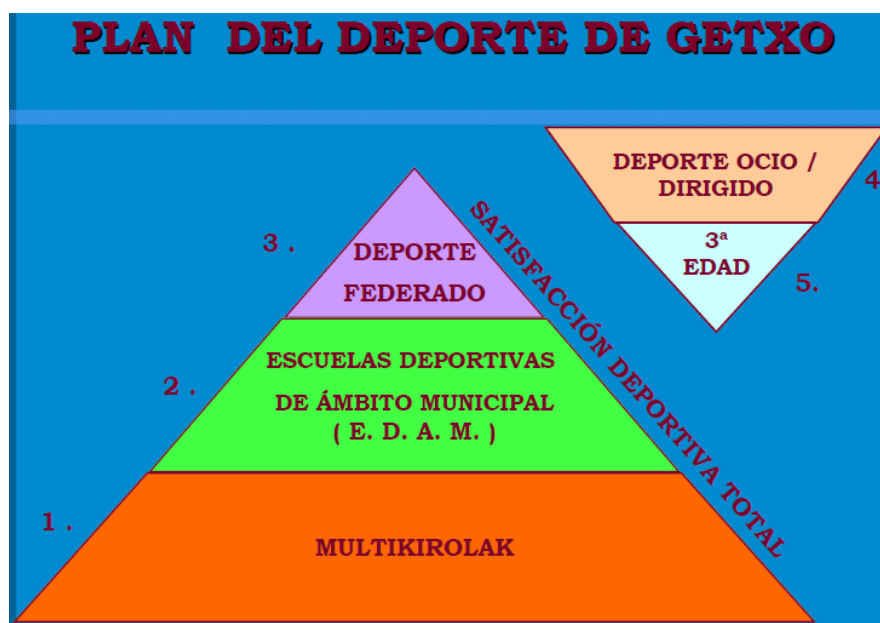 PLAN DEL DEPORTE DE GETXO
DEPORTE OCIO /
DIRIGIDO
4
3ª
EDAD
5.
SATISFACCIÓN DEPORTIVA TOTAL
3 .
DEPORTE
FEDERADO
2 .
ESCUELAS DEPORTIVAS
DE ÁMBITO MUNICIPAL
( E. D. A. M. )
1 .
MULTIKIROLAK